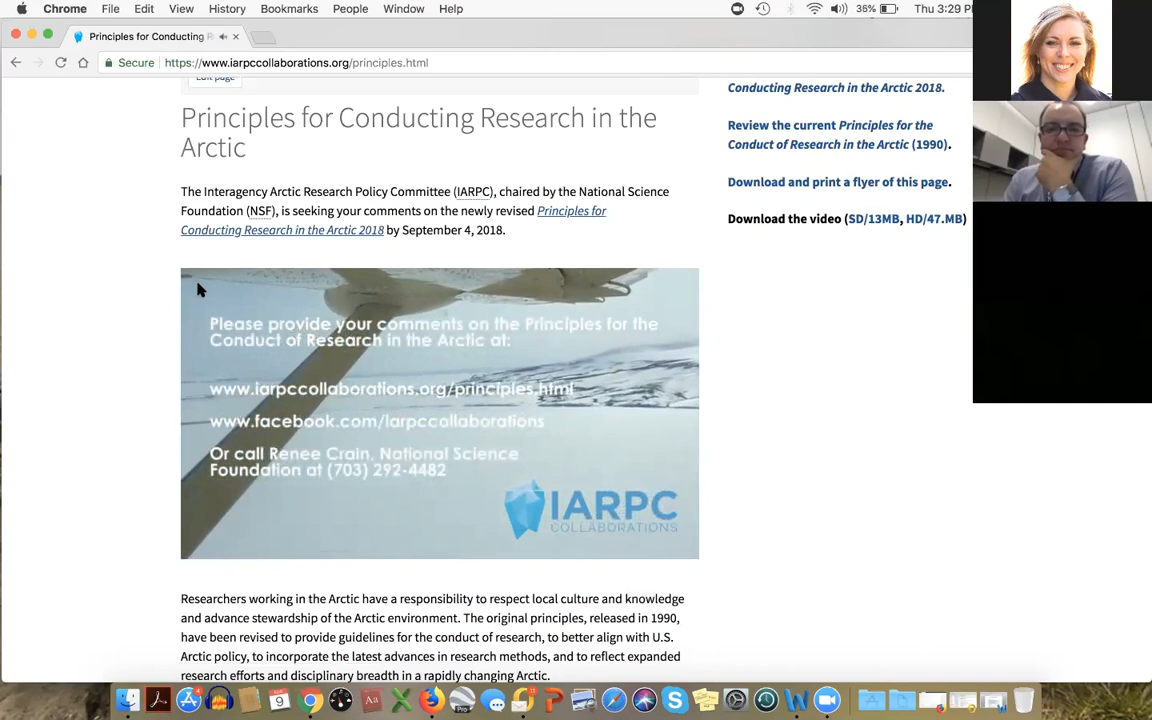 Chrome File Edit View History Bookmarks People Window Help 36% Thu 3:29
Principles for Conducting
Secure https://www.iarpccollaborations.org/principles.html
Edit page
Principles for Conducting Research in the
Arctic
The Interagency Arctic Research Policy Committee (IARPC), chaired by the National Science
Foundation (NSF), is seeking your comments on the newly revised Principles for
Conducting Research in the Arctic 2018 by September 4, 2018.
Please provide your comments on the Principles for the
Conduct of Research in the Arctic at:
www.iarpccollaborations.org/principles.html
www.facebook.com/iarpccollaborations
Or call Renee Crain, National Science
Foundation at (703) 292-4482
IARPC
COLLABORATIONS
Researchers working in the Arctic have a responsibility to respect local culture and knowledge
and advance stewardship of the Arctic environment. The original principles, released in 1990,
have been revised to provide guidelines for the conduct of research, to better align with U.S.
Arctic policy, to incorporate the latest advances in research methods, and to reflect expanded
research efforts and disciplinary breadth in a rapidly changing Arctic.
Conducting Research in the Arctic 2018.
Review the current Principles for the
Conduct of Research in the Arctic (1990).
Download and print a flyer of this page.
Download the video (SD/13MB, HD/47.MB)
9
Pro